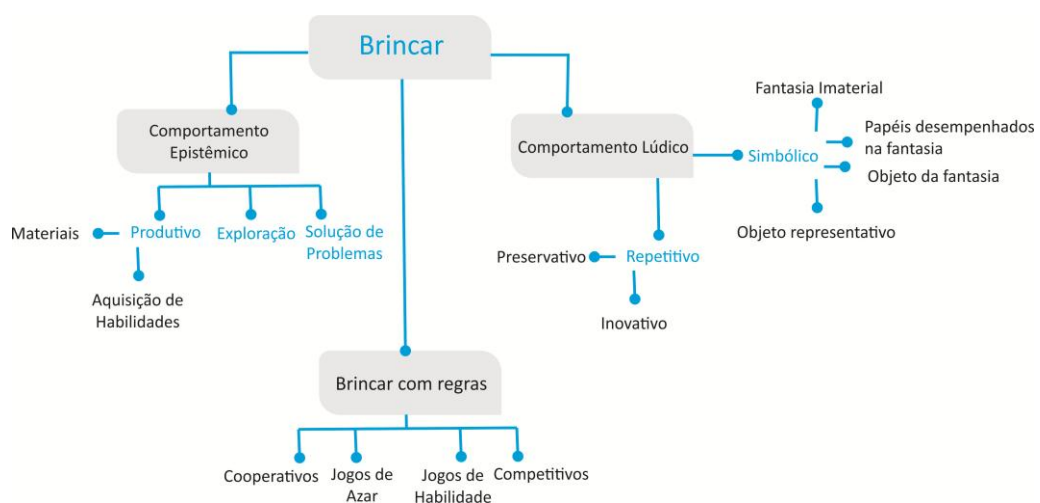 Brincar
Comportamento
Epistêmico
Materiais
Produtivo
Exploração
Solução de
Problemas
Aquisição de
Habilidades
Comportamento Lúdico
Simbólico
Fantasia Imaterial
Papéis desempenhados
na fantasia
Objeto da fantasia
Objeto representativo
Preservativo
Repetitivo
Inovativo
Brincar com regras
Cooperativos
Jogos de
Azar
Jogos de
Habilidade
Competitivos